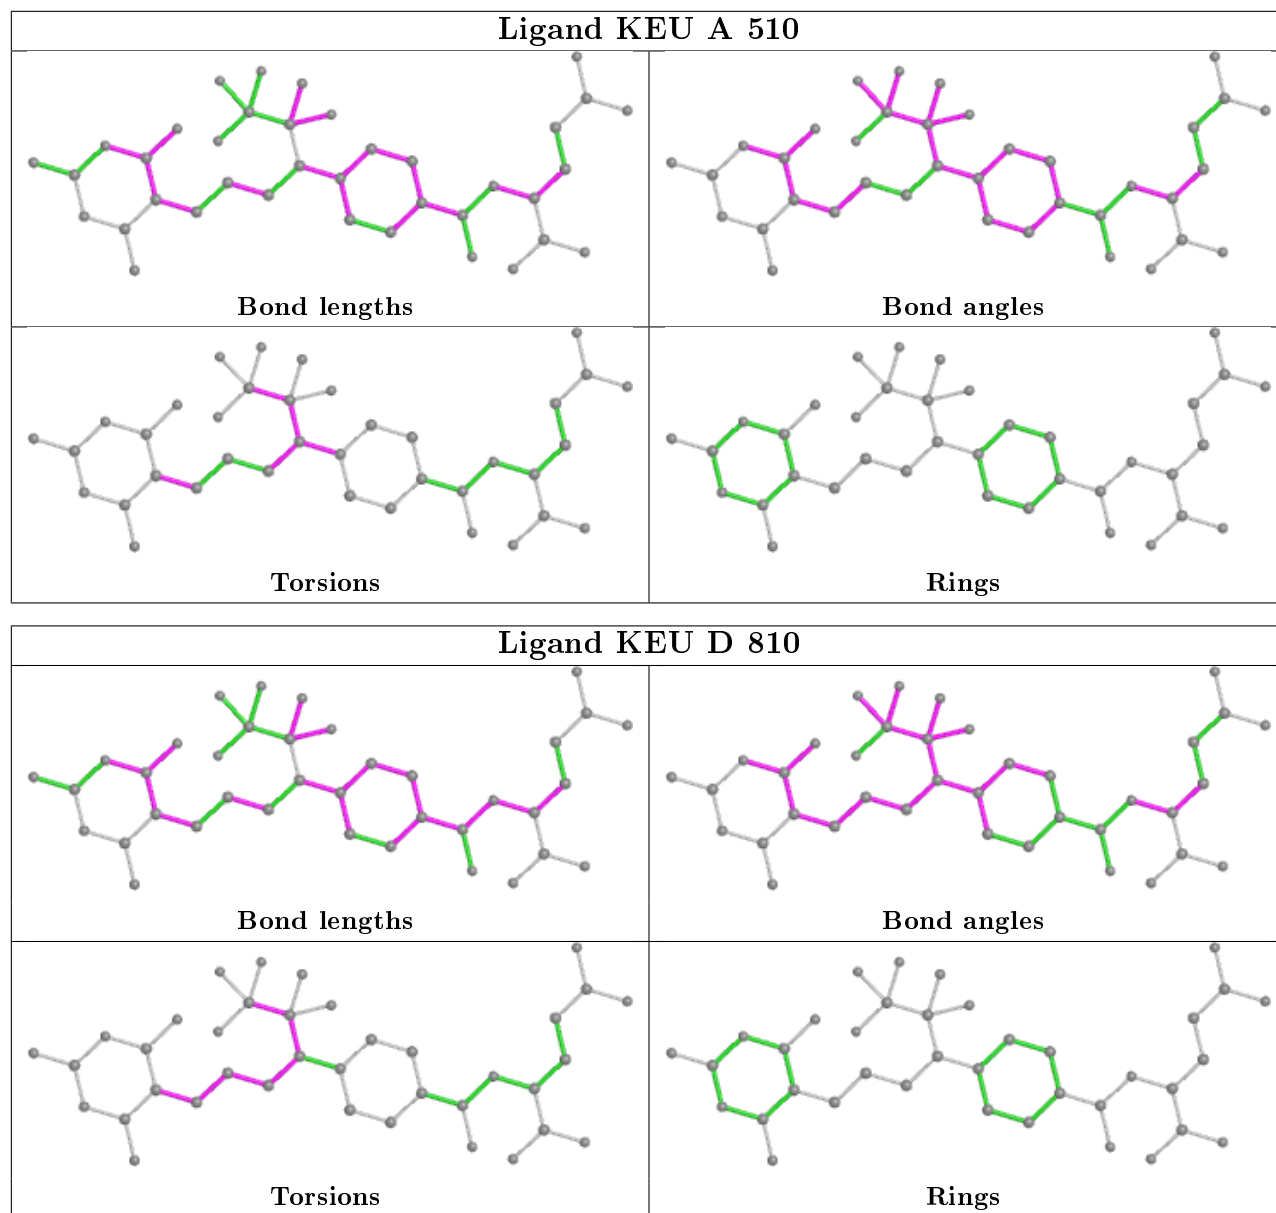 Ligand KEU A 510
Bond lengths
Bond angles
Torsions
Rings
Ligand KEU D 810
Bond lengths
Bond angles
Torsions
Rings